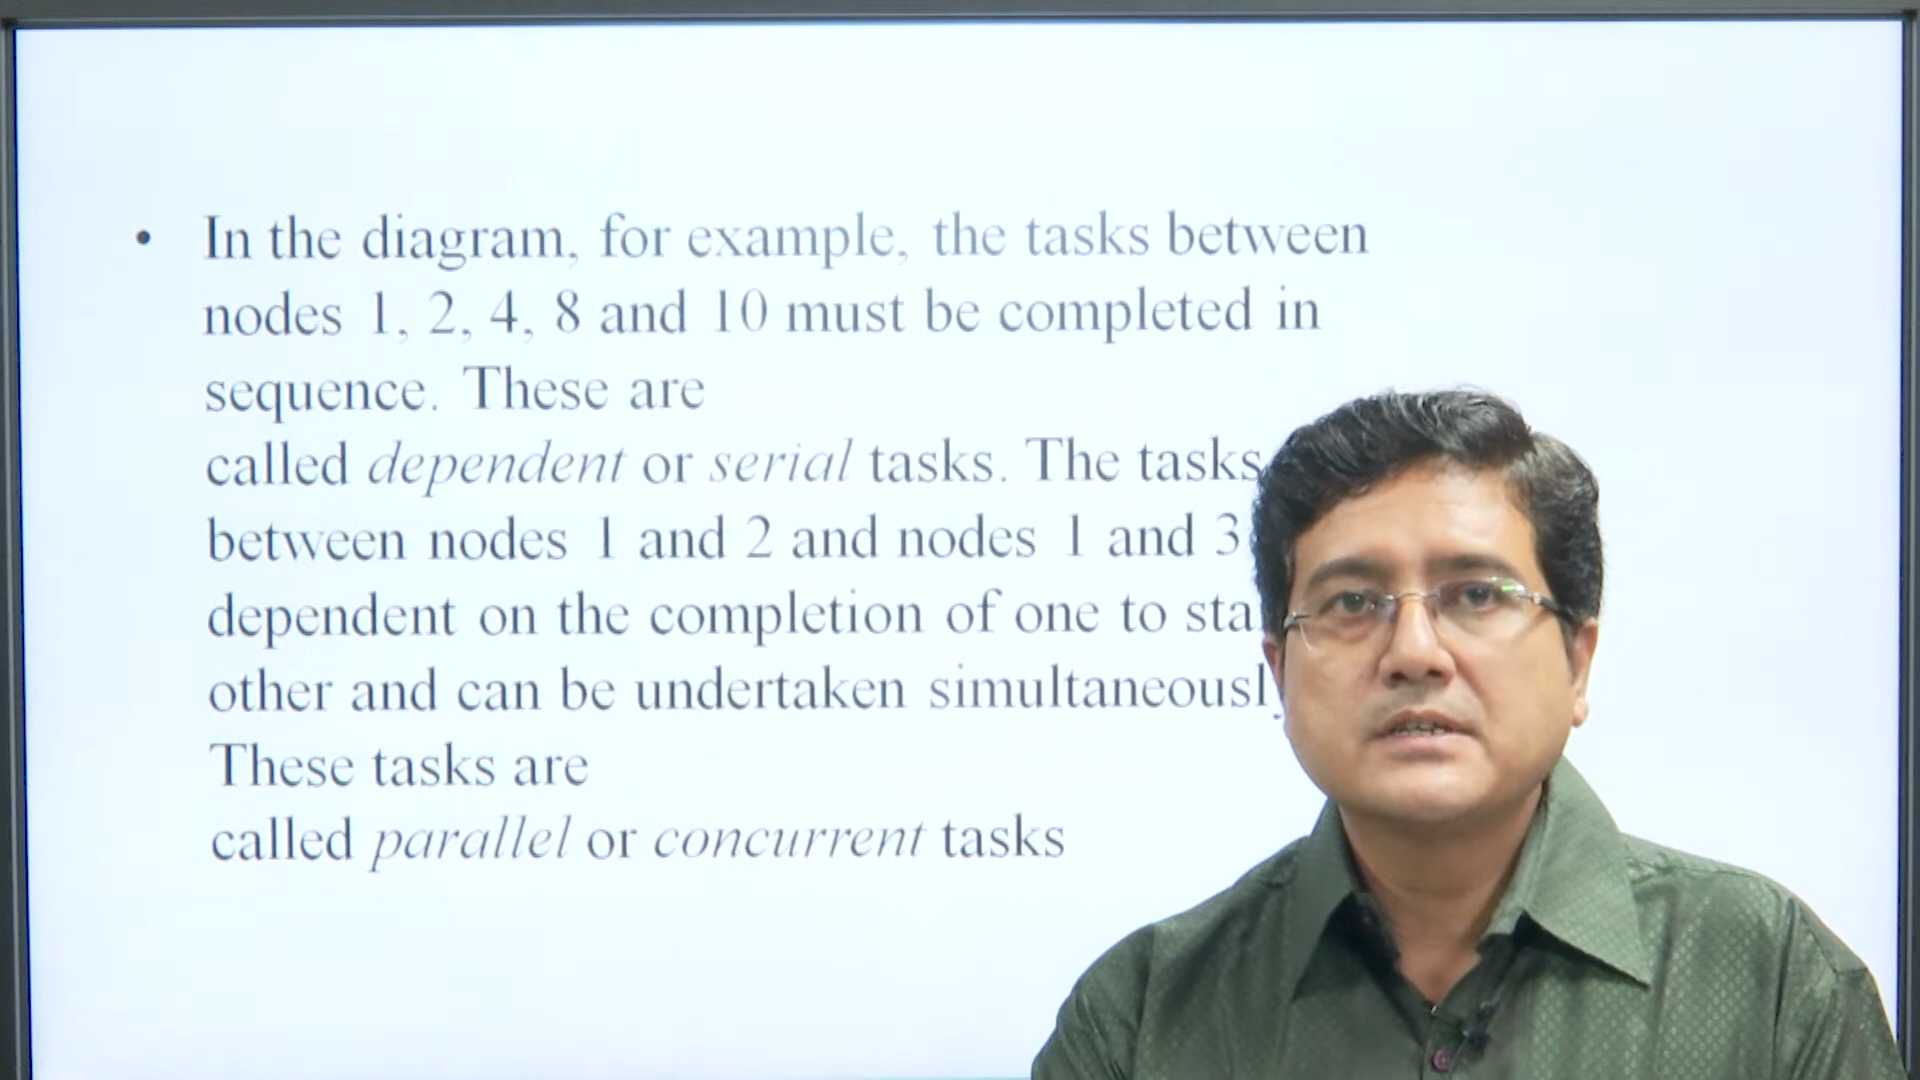 • In the diagram, for example, the tasks between
nodes 1, 2, 4, 8 and 10 must be completed in
sequence. These are
called dependent or serial tasks. The tasks
between nodes 1 and 2 and nodes 1 and 3
dependent on the completion of one to
other and can be undertaken
These tasks are
called parallel or concurrent tasks